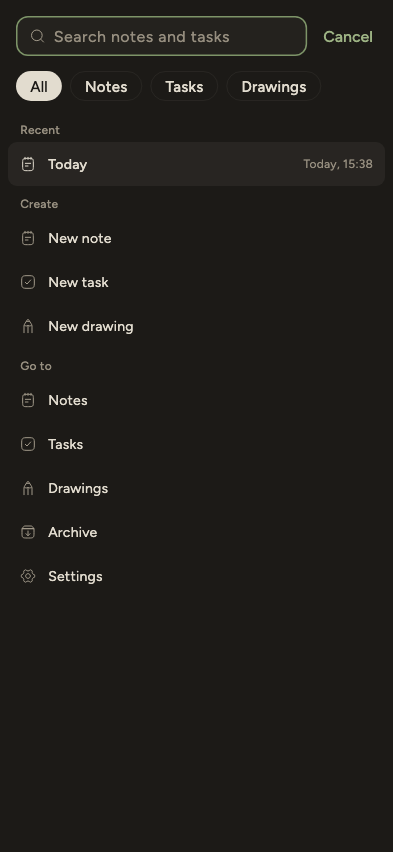 Search notes and tasks
Cancel
All
Notes
Tasks
Drawings
Recent
Today
Today, 15:38
Create
New note
New task
New drawing
Go to
Notes
Tasks
Drawings
Archive
Settings